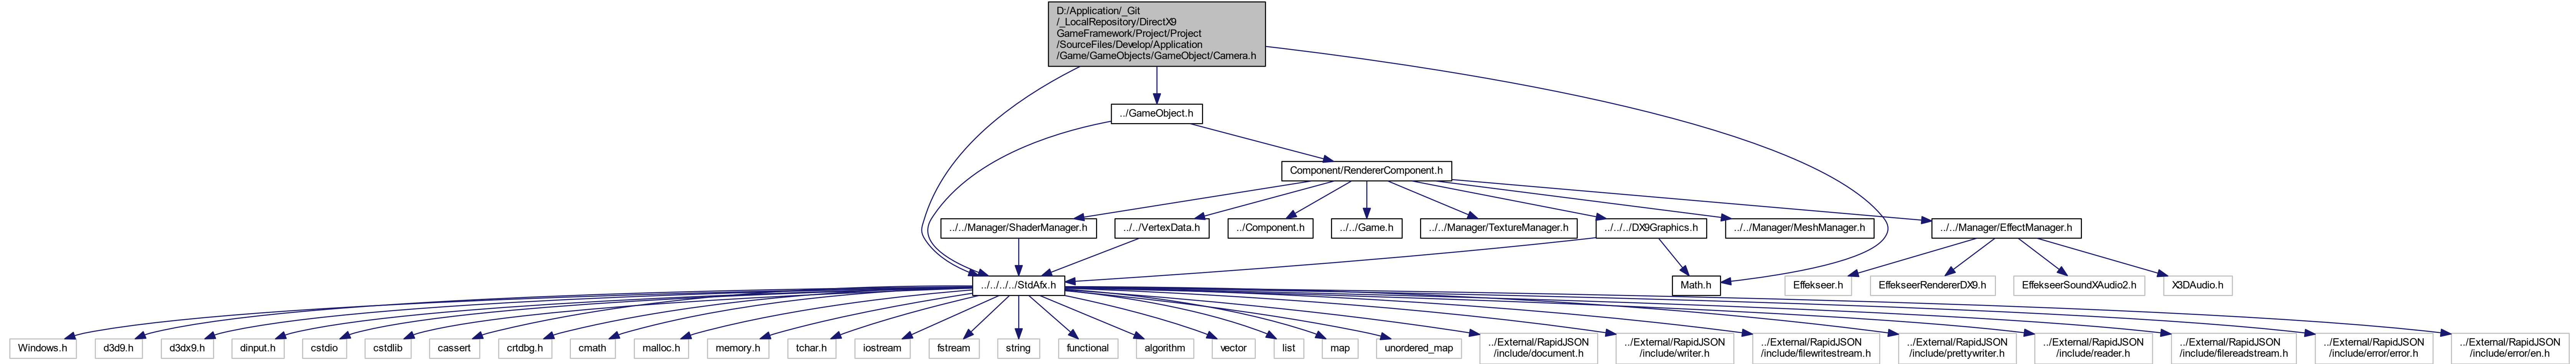 D:/Application/_Git
/_LocalRepository/DirectX9
GameFramework/Project/Project
/SourceFiles/Develop/Application
/Game/GameObjects/GameObject/Camera.h
../GameObject.h
Component/RendererComponent.h
../../Manager/ShaderManager.h
../../VertexData.h
../Component.h
../../Game.h
../../Manager/TextureManager.h
../../../DX9Graphics.h
../../Manager/MeshManager.h
../../Manager/EffectManager.h
../../../../StdAfx.h
Math.h
Effekseer.h
EffekseerRendererDX9.h
EffekseerSoundXAudio2.h
X3DAudio.h
Windows.h
d3d9.h
d3dx9.h
dinput.h
cstdio
cstdlib
cassert
crtdbg.h
cmath
malloc.h
memory.h
tchar.h
iostream
fstream
string
functional
algorithm
vector
list
map
unordered_map
../External/RapidJSON
/include/document.h
../External/RapidJSON
/include/writer.h
../External/RapidJSON
/include/filewritestream.h
../External/RapidJSON
/include/prettywriter.h
../External/RapidJSON
/include/reader.h
../External/RapidJSON
/include/filereadstream.h
../External/RapidJSON
/include/error/error.h
../External/RapidJSON
/include/error/en.h